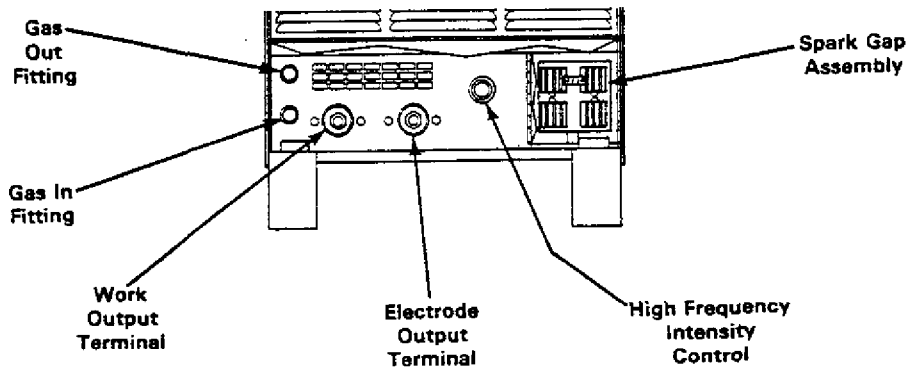 Gas
Out
Fitting
Spark Gap
Assembly
Gas In
Fitting
Work
Output
Terminal
Electrode
Output
Terminal
High Frequency
Intensity
Control